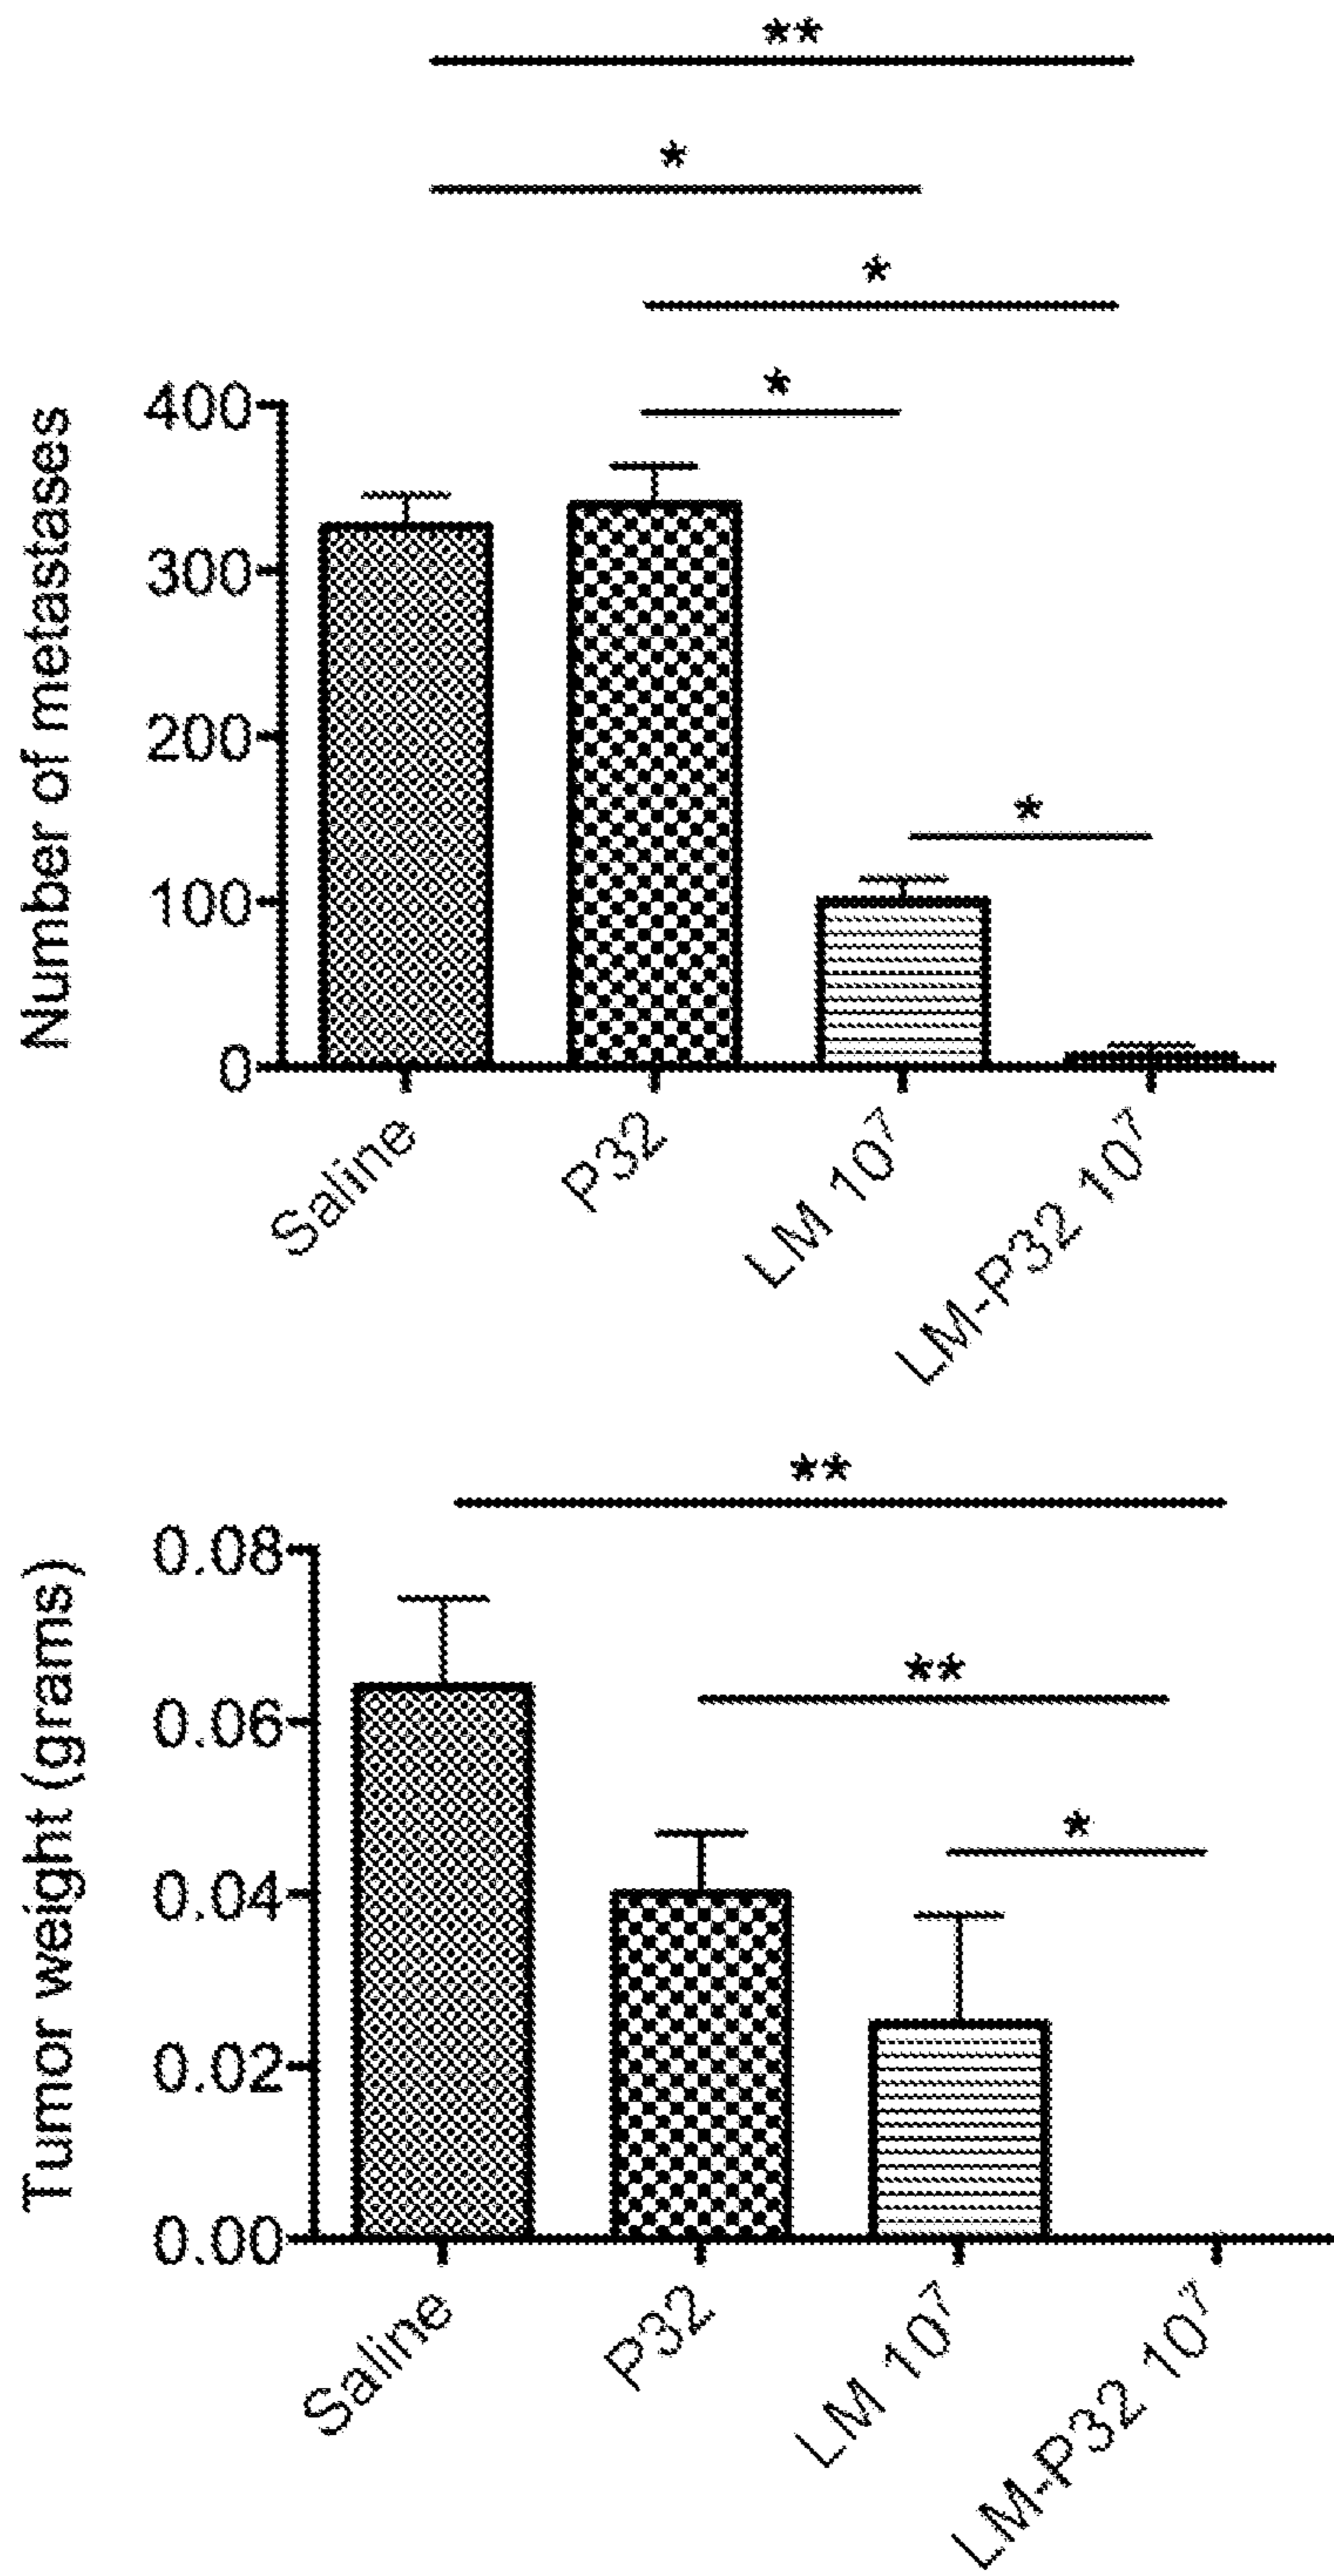 **
*
*
*
Number of metastases
400
300
200
100
0
*
Saline
P32
LM 10⁷
LM-P32 10⁷
**
Tumor weight (grams)
0.08
0.06
0.04
0.02
0.00
**
*
Saline
P32
LM 10⁷
LM-P32 10⁷